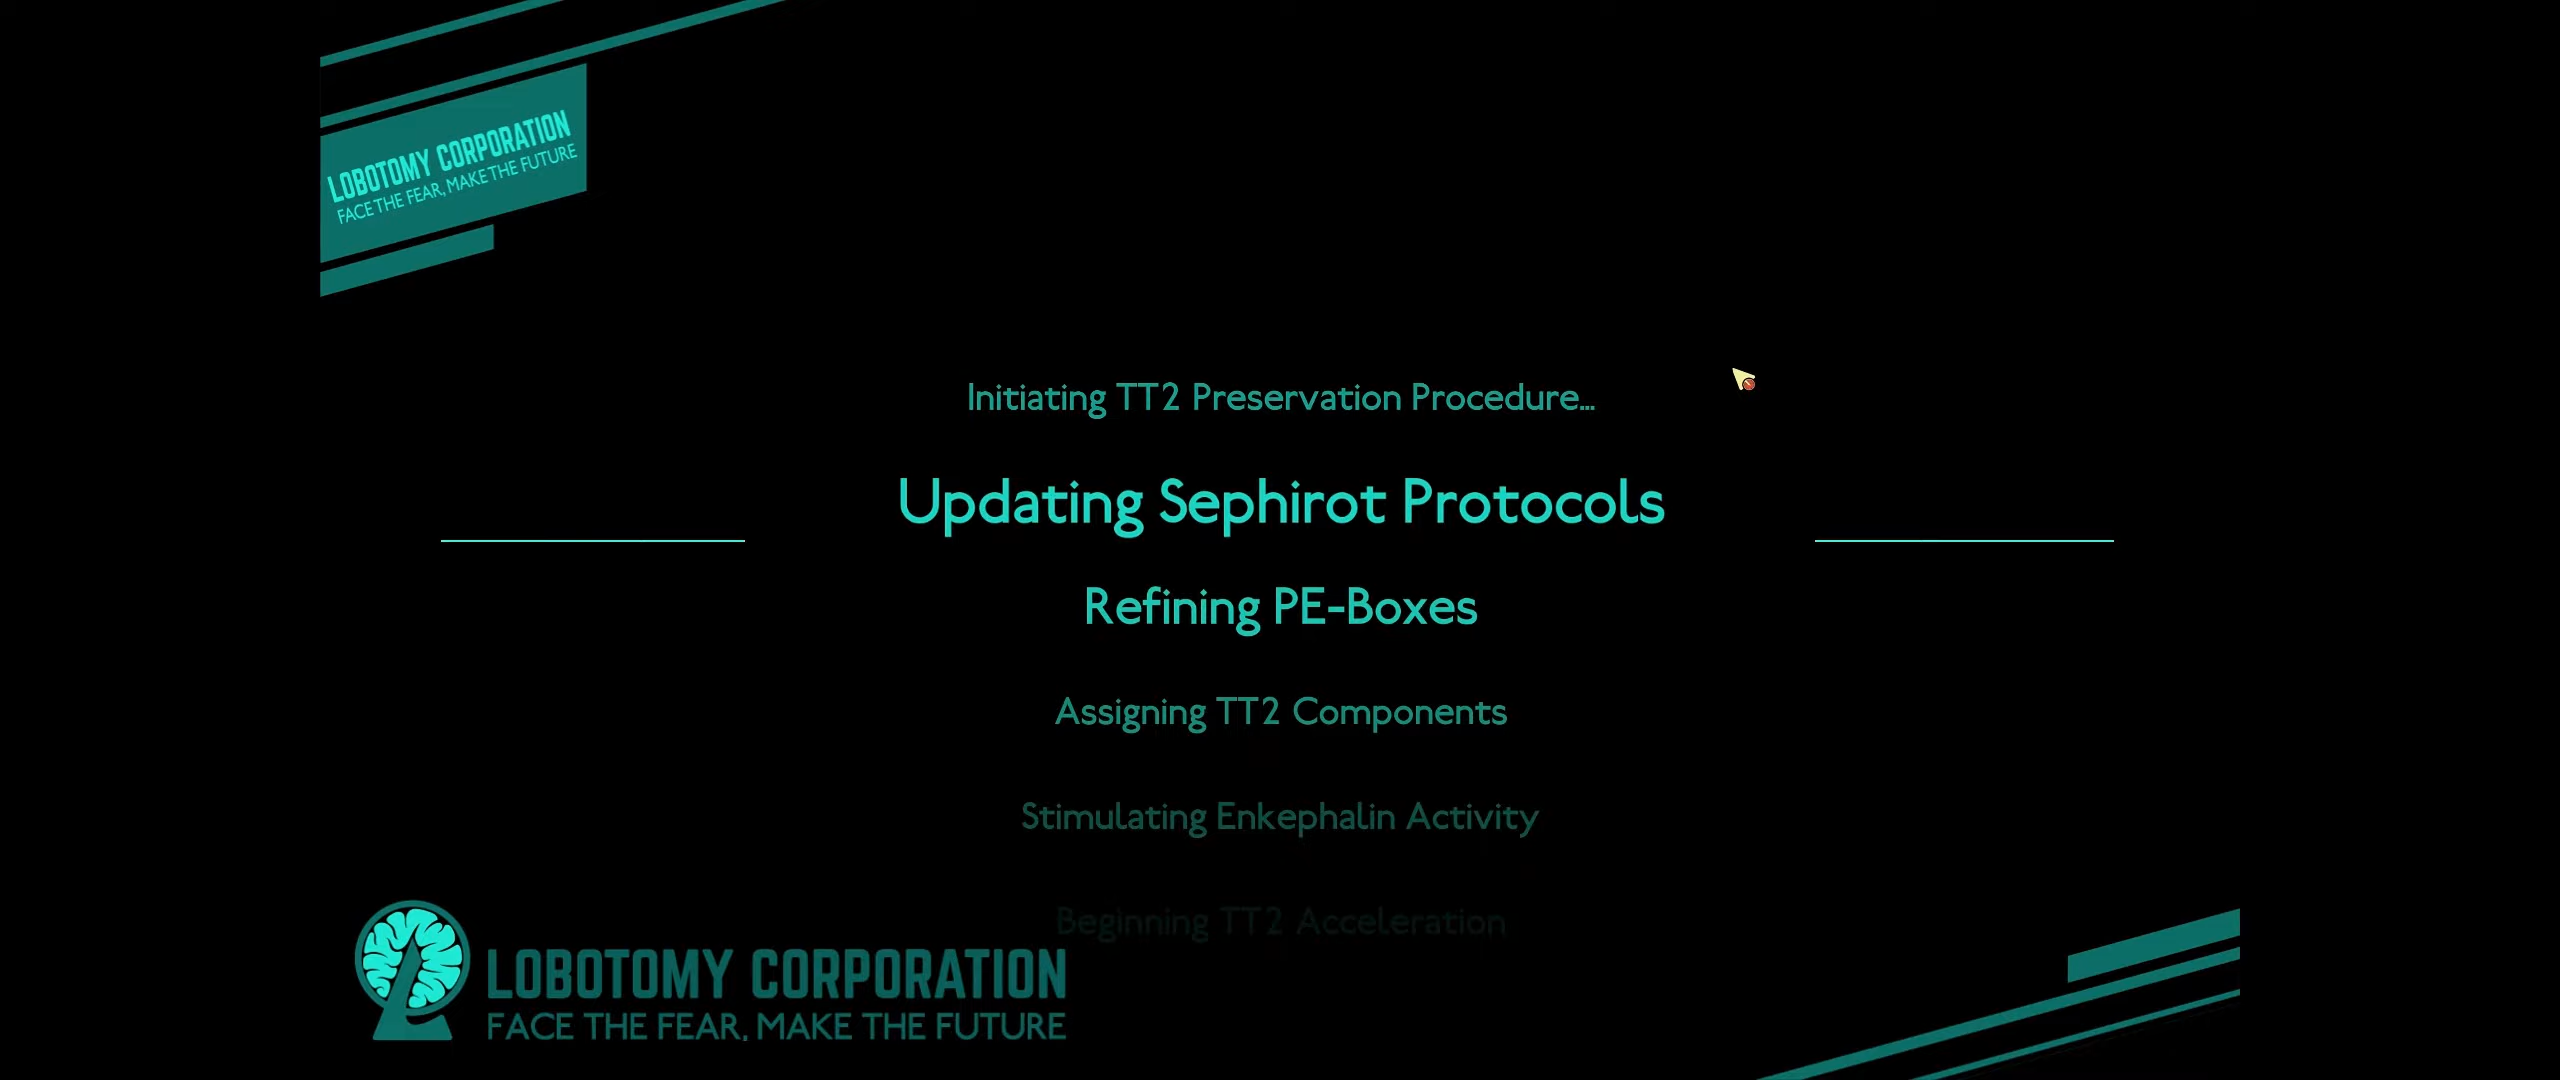 LOBOTOMY CORPORATION
FACE THE FEAR, MAKE THE FUTURE
Initiating TT2 Preservation Procedure...
Updating Sephirot Protocols
Refining PE-Boxes
Assigning TT2 Components
Stimulating Enkephalin Activity
Beginning TT2 Acceleration
LOBOTOMY CORPORATION
FACE THE FEAR, MAKE THE FUTURE